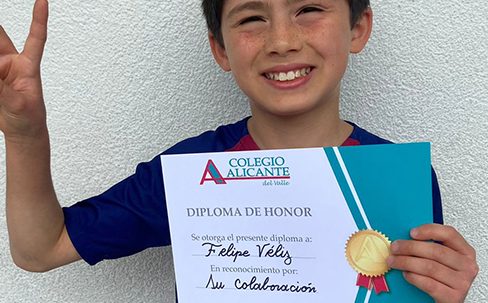 COLEGIO
ALICANTE
del Valle
DIPLOMA DE HONOR
Se otorga el presente diploma a:
Felipe Véliz
En reconocimiento por:
Su Colaboración